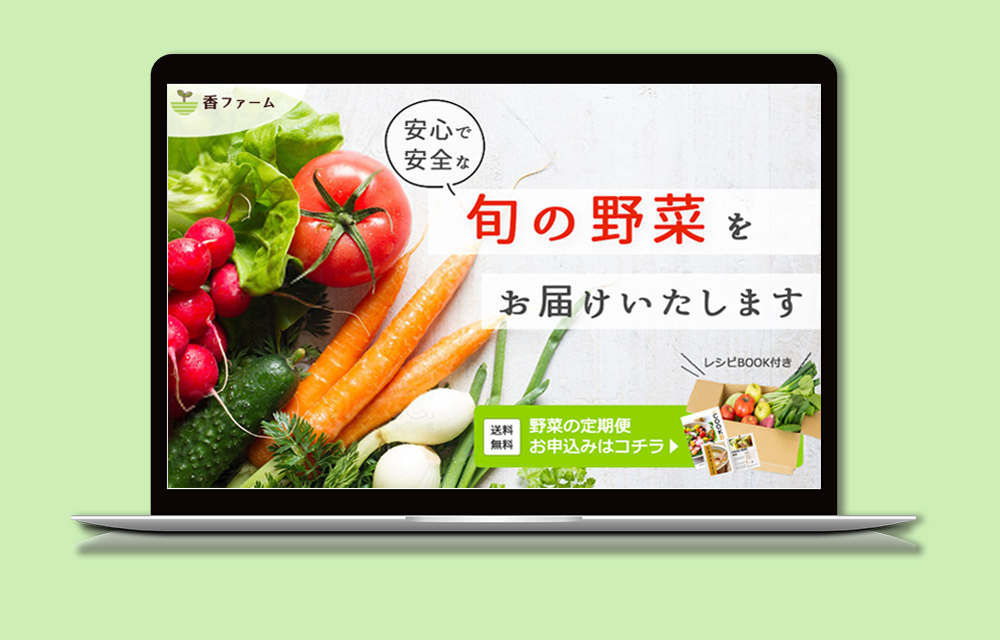 香ファーム
安心で
安全な
旬の野菜を
お届けいたします
レシピBOOK付き
送料
無料
野菜の定期便
お申込みはコチラ
COOK